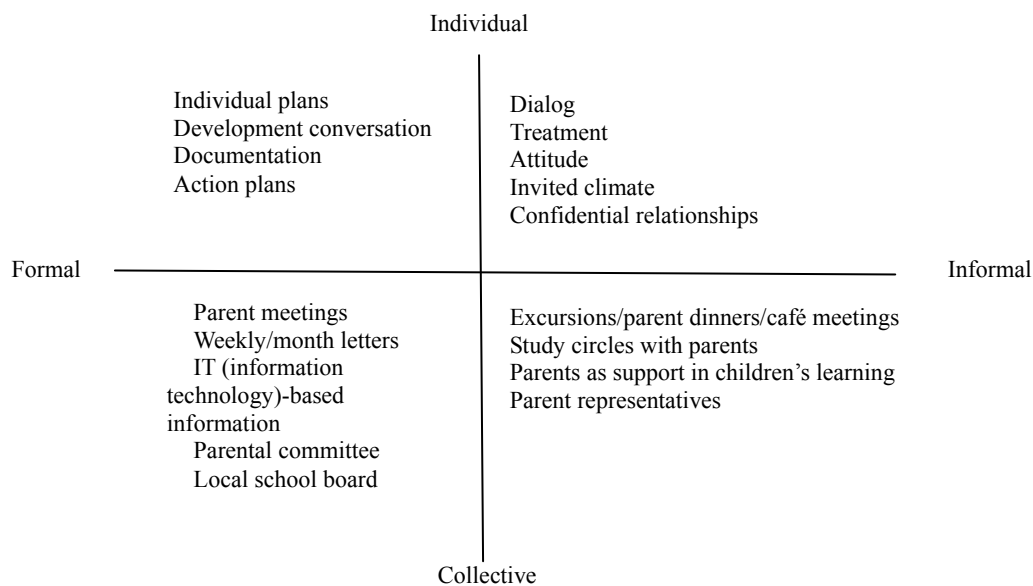 Individual
Individual plans
Development conversation
Documentation
Action plans
Dialog
Treatment
Attitude
Invited climate
Confidential relationships
Formal
Informal
Parent meetings
Weekly/month letters
IT (information
technology)-based
information
Parental committee
Local school board
Excursions/parent dinners/café meetings
Study circles with parents
Parents as support in children’s learning
Parent representatives
Collective